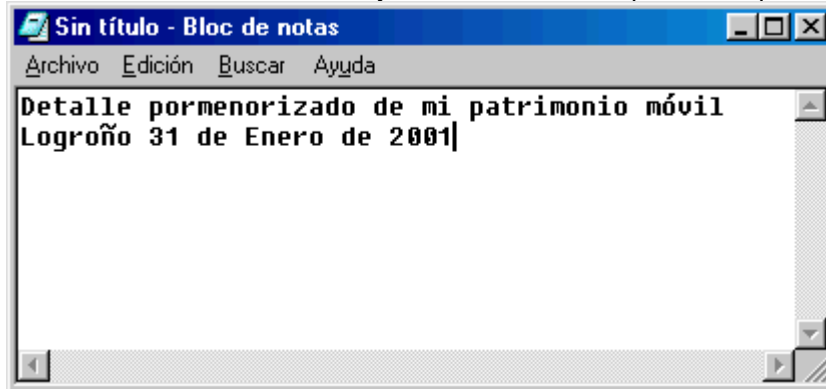 Sin título - Bloc de notas
Archivo Edición Buscar Ayuda
Detalle pormenorizado de mi patrimonio móvil
Logroño 31 de Enero de 2001